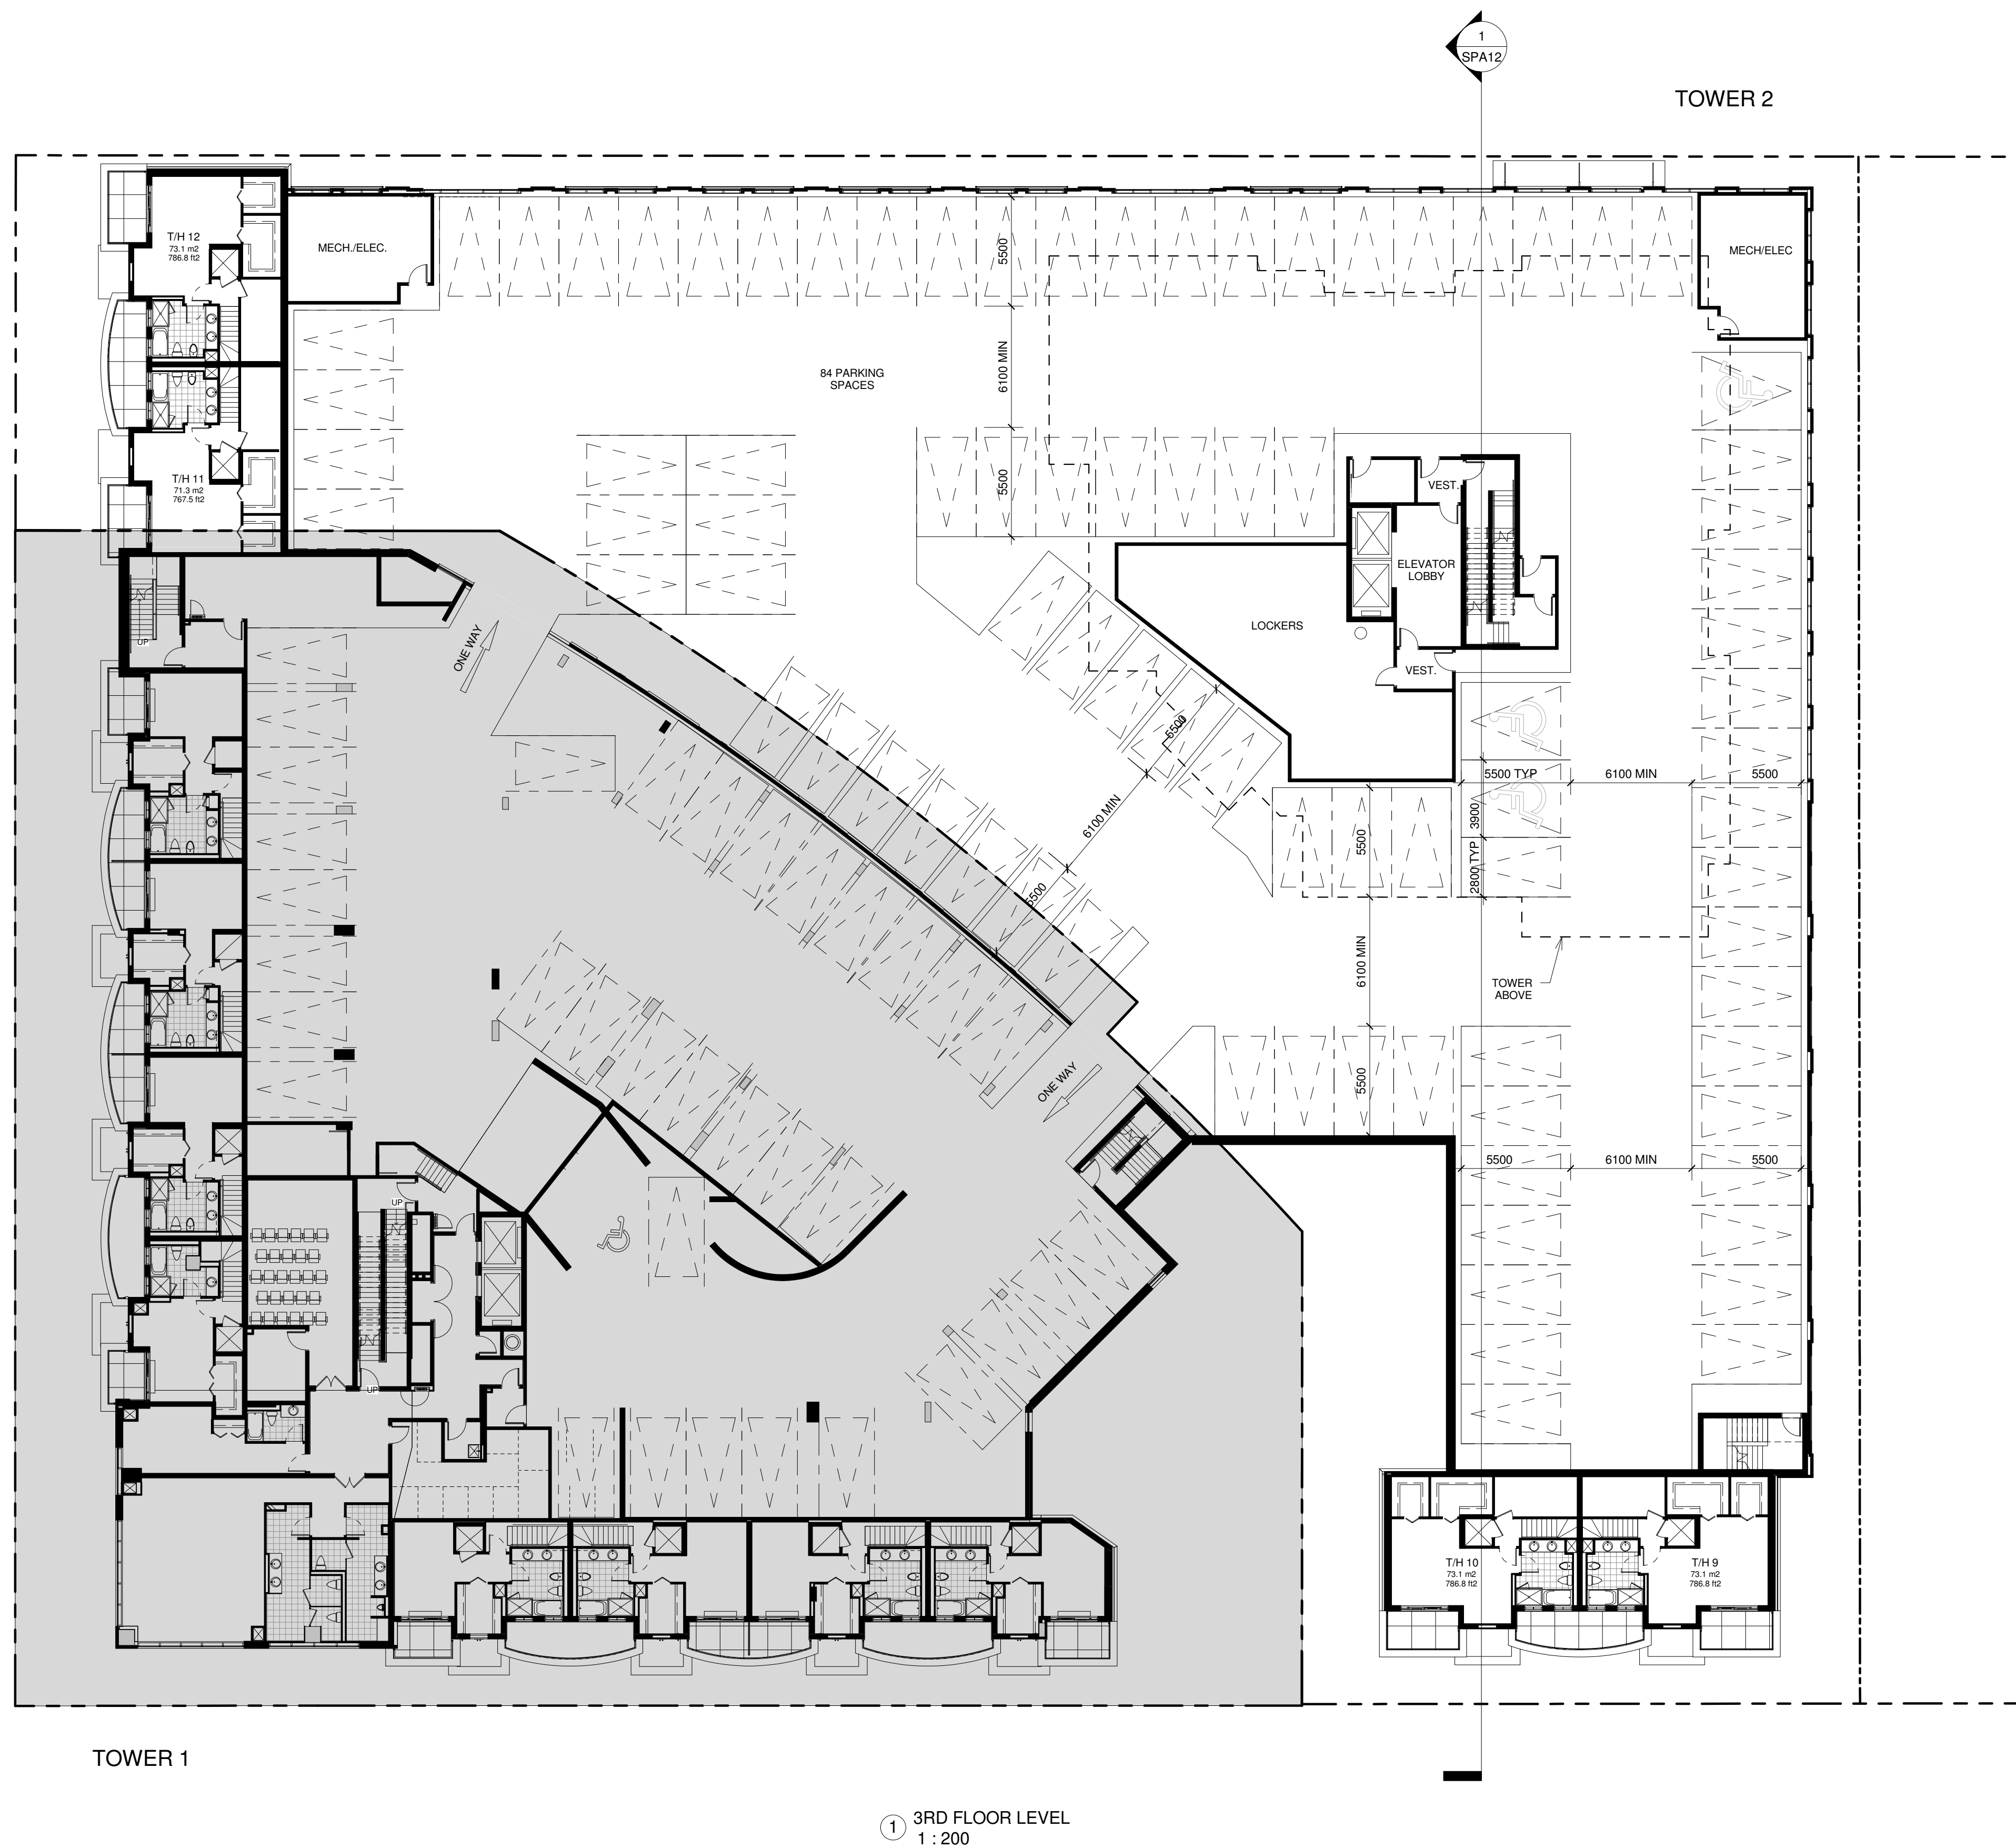 1
SPA12
TOWER 2
T/H 12
73.1 m2
786.8 ft2
MECH./ELEC.
5500
MECH/ELEC
84 PARKING
SPACES
6100 MIN
T/H 11
71.3 m2
767.5 ft2
5500
VEST.
ELEVATOR
LOBBY
LOCKERS
VEST.
UP
ONE WAY
5500
5500 TYP
6100 MIN
5500
6100 MIN
5500
3900
2800 TYP
5500
TOWER
ABOVE
6100 MIN
ONE WAY
5500
5500
6100 MIN
5500
UP
UP
T/H 10
73.1 m2
786.8 ft2
T/H 9
73.1 m2
786.8 ft2
TOWER 1
1
3RD FLOOR LEVEL
1 : 200